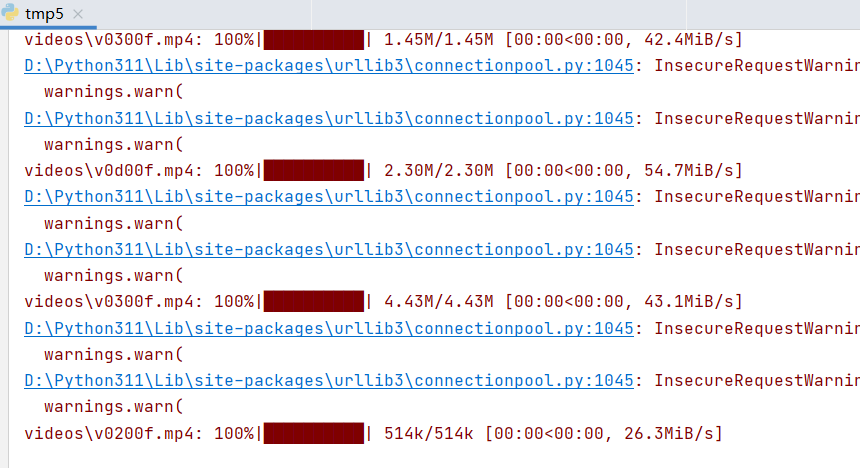 tmp5
videos\v0300f.mp4: 100%|██████████| 1.45M/1.45M [00:00<00:00, 42.4MiB/s]
D:\Python311\Lib\site-packages\urllib3\connectionpool.py:1045: InsecureRequestWarnin
warnings.warn(
D:\Python311\Lib\site-packages\urllib3\connectionpool.py:1045: InsecureRequestWarnin
warnings.warn(
videos\v0d00f.mp4: 100%|██████████| 2.30M/2.30M [00:00<00:00, 54.7MiB/s]
D:\Python311\Lib\site-packages\urllib3\connectionpool.py:1045: InsecureRequestWarnin
warnings.warn(
D:\Python311\Lib\site-packages\urllib3\connectionpool.py:1045: InsecureRequestWarnin
warnings.warn(
videos\v0300f.mp4: 100%|██████████| 4.43M/4.43M [00:00<00:00, 43.1MiB/s]
D:\Python311\Lib\site-packages\urllib3\connectionpool.py:1045: InsecureRequestWarnin
warnings.warn(
D:\Python311\Lib\site-packages\urllib3\connectionpool.py:1045: InsecureRequestWarnin
warnings.warn(
videos\v0200f.mp4: 100%|██████████| 514k/514k [00:00<00:00, 26.3MiB/s]